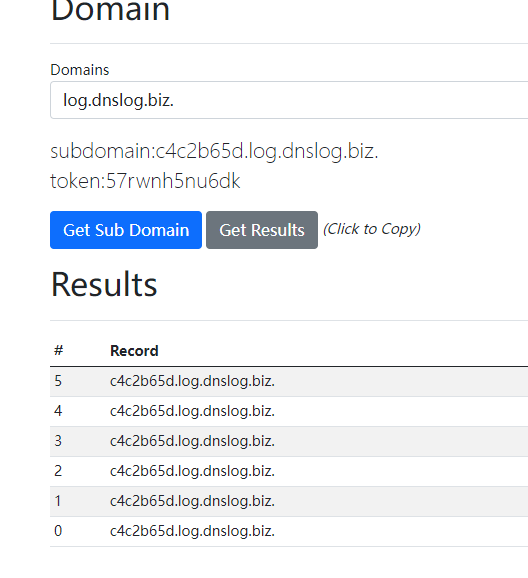 Domain
Domains
log.dnslog.biz.
subdomain:c4c2b65d.log.dnslog.biz.
token:57rwnh5nu6dk
Get Sub Domain Get Results (Click to Copy)
Results
# Record
5 c4c2b65d.log.dnslog.biz.
4 c4c2b65d.log.dnslog.biz.
3 c4c2b65d.log.dnslog.biz.
2 c4c2b65d.log.dnslog.biz.
1 c4c2b65d.log.dnslog.biz.
0 c4c2b65d.log.dnslog.biz.